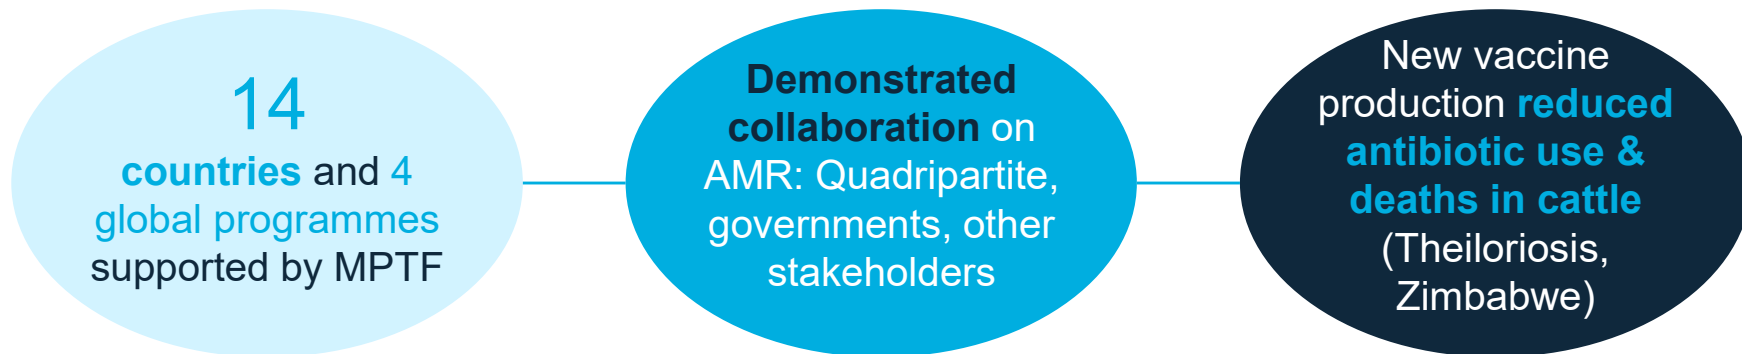 14
countries and 4
global programmes
supported by MPTF
Demonstrated
collaboration on
AMR: Quadripartite,
governments, other
stakeholders
New vaccine
production reduced
antibiotic use &
deaths in cattle
(Theiloriosis,
Zimbabwe)